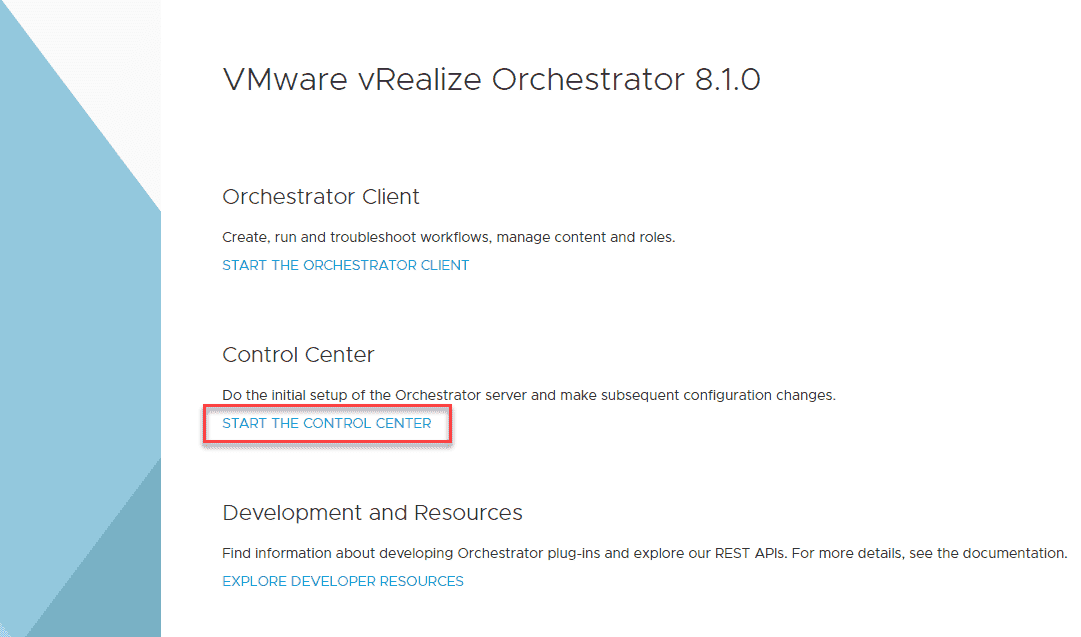 VMware vRealize Orchestrator 8.1.0
Orchestrator Client
Create, run and troubleshoot workflows, manage content and roles.
START THE ORCHESTRATOR CLIENT
Control Center
Do the initial setup of the Orchestrator server and make subsequent configuration changes.
START THE CONTROL CENTER
Development and Resources
Find information about developing Orchestrator plug-ins and explore our REST APIs. For more details, see the documentation.
EXPLORE DEVELOPER RESOURCES